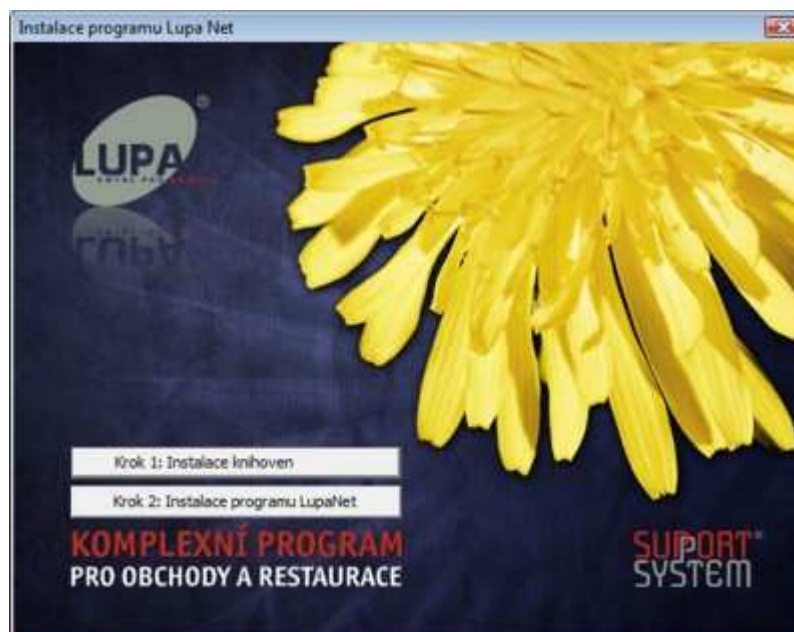 Instalace programu Lupa Net
LUPA
Krok 1: Instalace knihoven
Krok 2: Instalace programu LupaNet
KOMPLEXNÍ PROGRAM
PRO OBCHODY A RESTAURACE
SUPPORT
SYSTEM